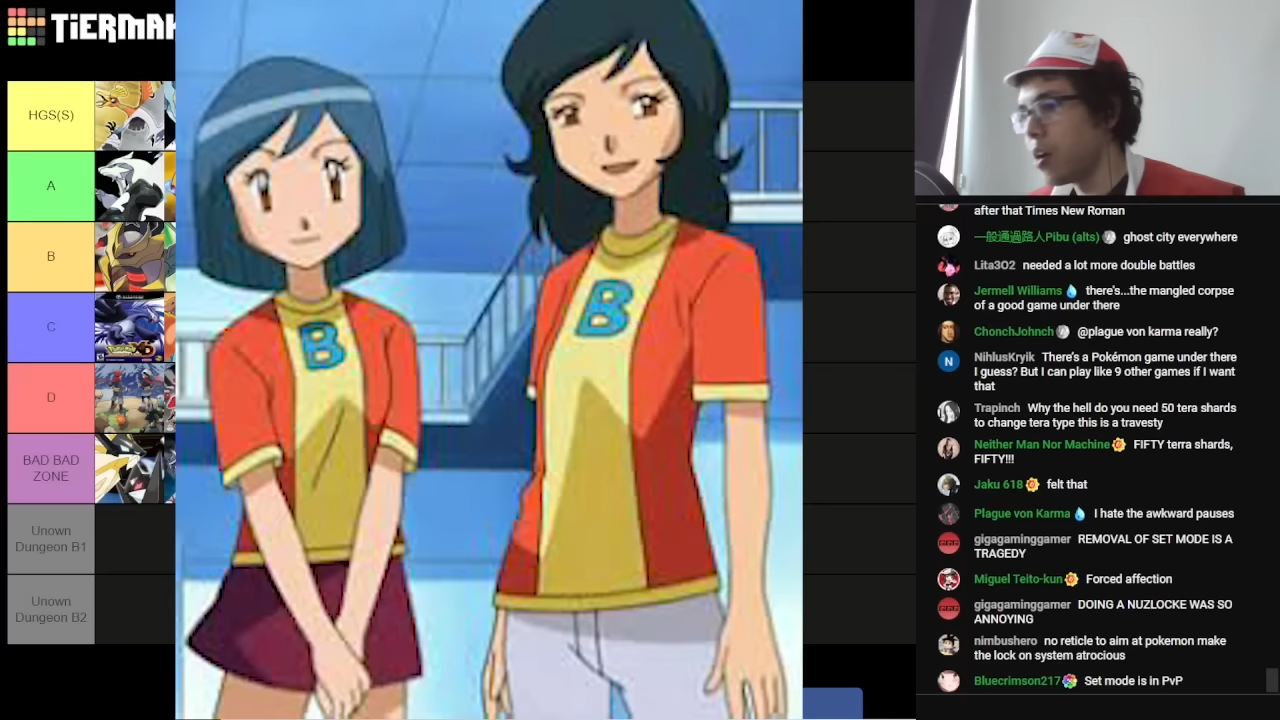 TiERMAK
HGS(S)
A
B
C
D
BAD BAD
ZONE
Unown
Dungeon B1
Unown
Dungeon B2
B
B
after that Times New Roman
一般通過路人Pibu (alts) ghost city everywhere
Lita3O2 needed a lot more double battles
Jermell Williams there's...the mangled corpse
of a good game under there
ChonchJohnch @plague von karma really?
N
NihlusKryik There's a Pokémon game under there
I guess? But I can play like 9 other games if I want
that
Trapinch Why the hell do you need 50 tera shards
to change tera type this is a travesty
Neither Man Nor Machine FIFTY terra shards,
FIFTY!!!
Jaku 618 felt that
Plague von Karma I hate the awkward pauses
gigagaminggamer REMOVAL OF SET MODE IS A
TRAGEDY
Miguel Teito-kun Forced affection
gigagaminggamer DOING A NUZLOCKE WAS SO
ANNOYING
nimbushero no reticle to aim at pokemon make
the lock on system atrocious
Bluecrimson217 Set mode is in PvP